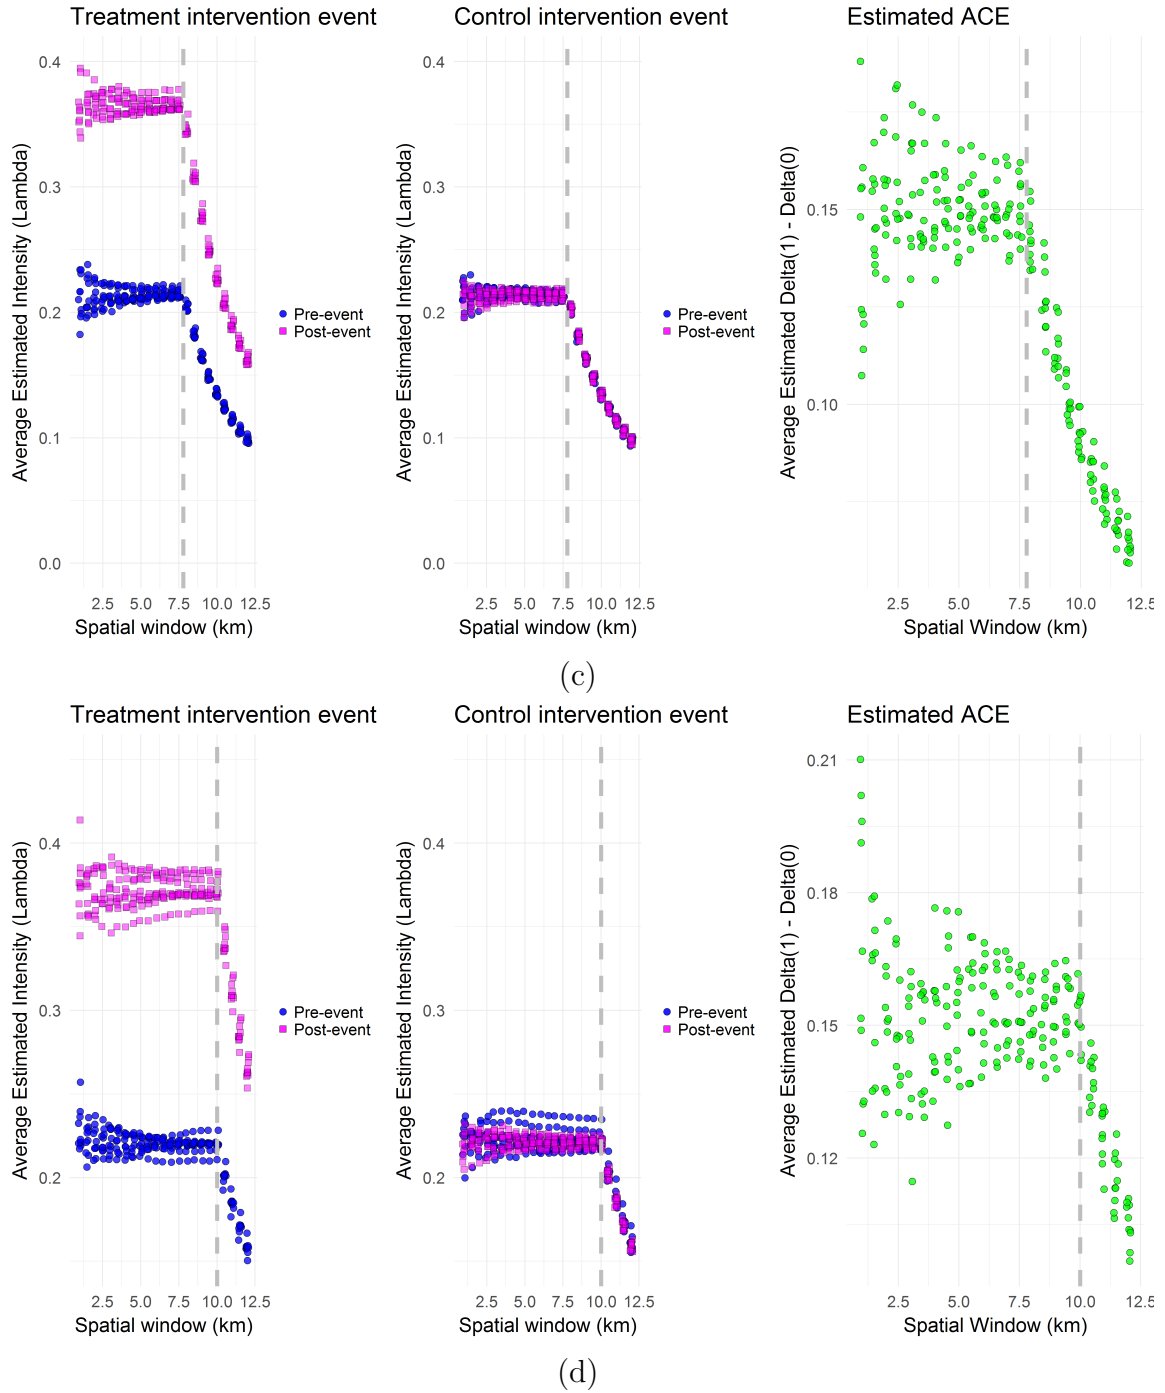 Treatment intervention event
Control intervention event
Estimated ACE
Average Estimated Intensity (Lambda)
0.4
0.3
0.2
0.1
0.0
2.5 5.0 7.5 10.0 12.5
Spatial window (km)
Pre-event
Post-event
Average Estimated Intensity (Lambda)
0.4
0.3
0.2
0.1
0.0
2.5 5.0 7.5 10.0 12.5
Spatial window (km)
Pre-event
Post-event
Average Estimated Delta(1) - Delta(0)
0.15
0.10
2.5 5.0 7.5 10.0 12.5
Spatial Window (km)
(c)
Treatment intervention event
Control intervention event
Estimated ACE
Average Estimated Intensity (Lambda)
0.4
0.3
0.2
2.5 5.0 7.5 10.0 12.5
Spatial window (km)
Pre-event
Post-event
Average Estimated Intensity (Lambda)
0.4
0.3
0.2
2.5 5.0 7.5 10.0 12.5
Spatial window (km)
Pre-event
Post-event
Average Estimated Delta(1) - Delta(0)
0.21
0.18
0.15
0.12
2.5 5.0 7.5 10.0 12.5
Spatial Window (km)
(d)